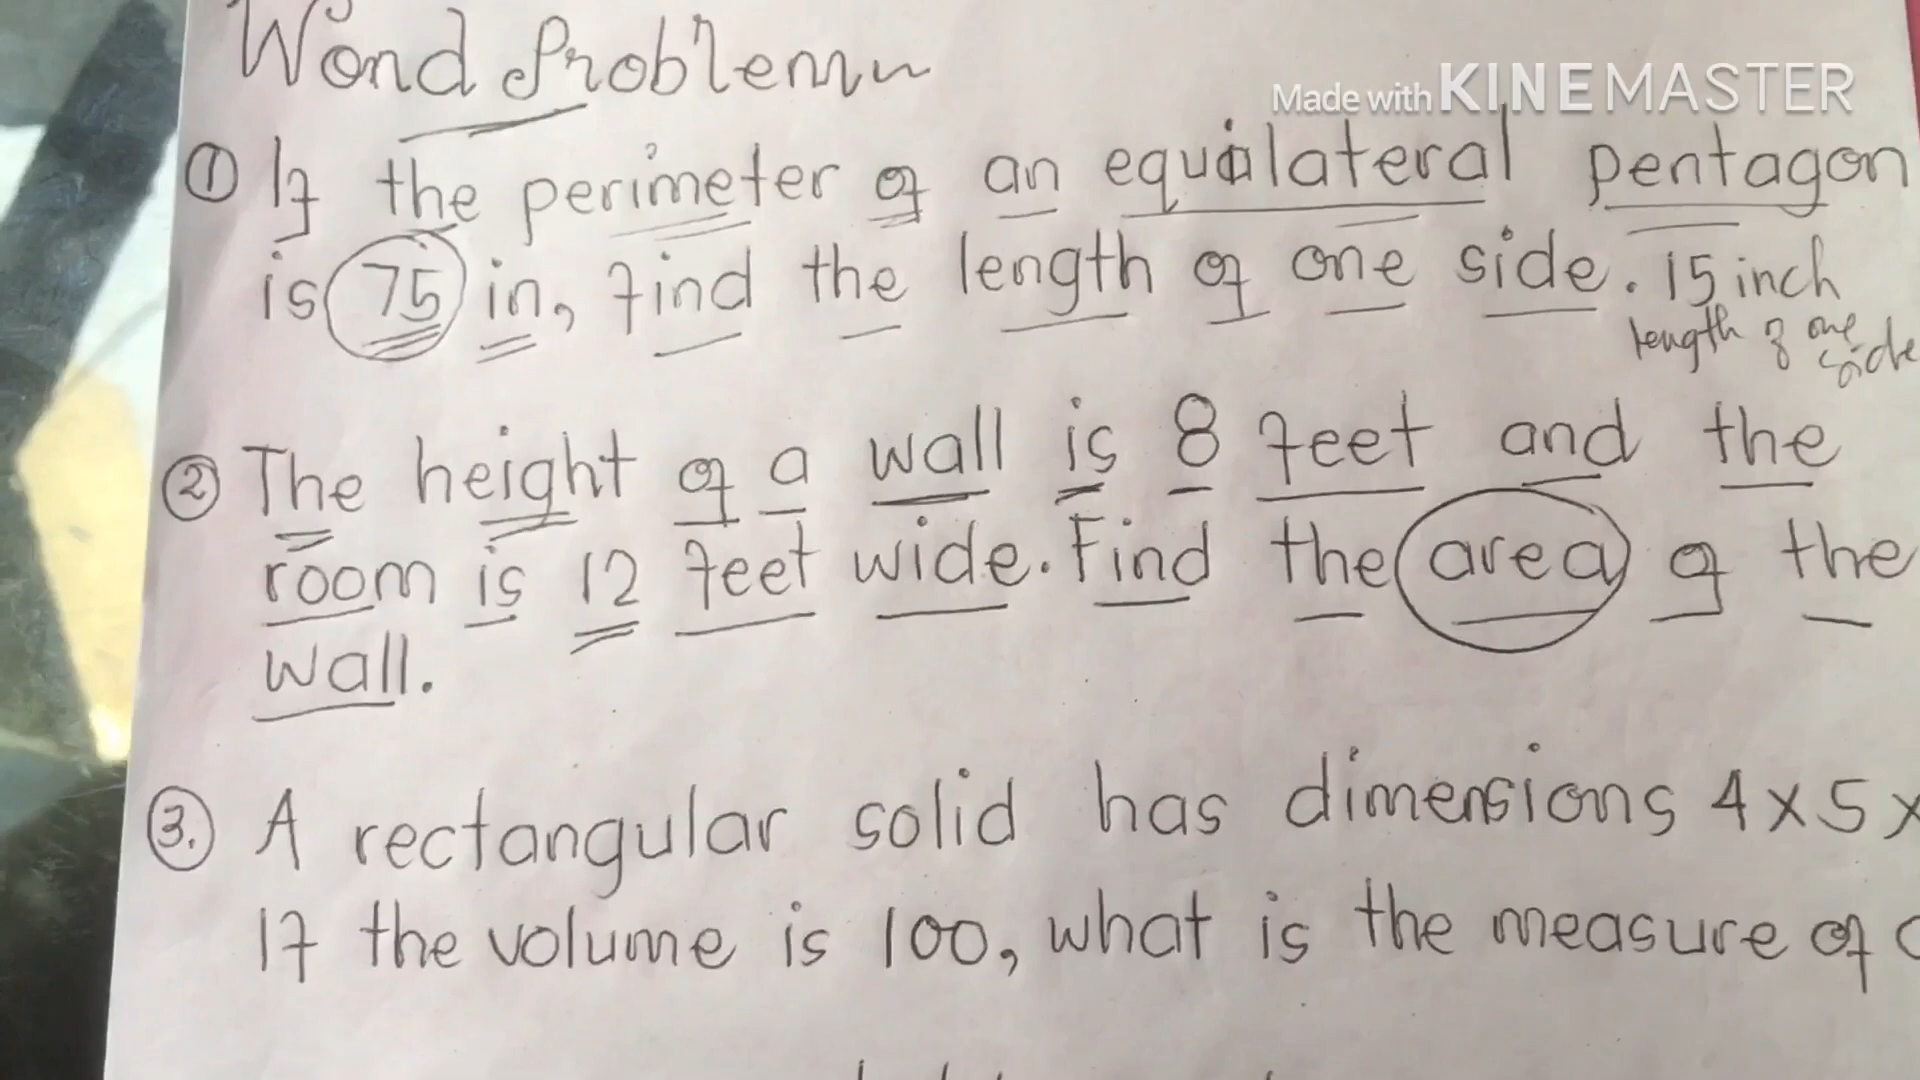 Word Problem
Made with KINEMASTER
① If the perimeter of an equilateral pentagon
is 75 in, find the length of one side. 15 inch
length of one
side
② The height of a wall is 8 feet and the
room is 12 feet wide. Find the area of the
wall.
③. A rectangular solid has dimensions 4 x 5 x
If the volume is 100, what is the measure of